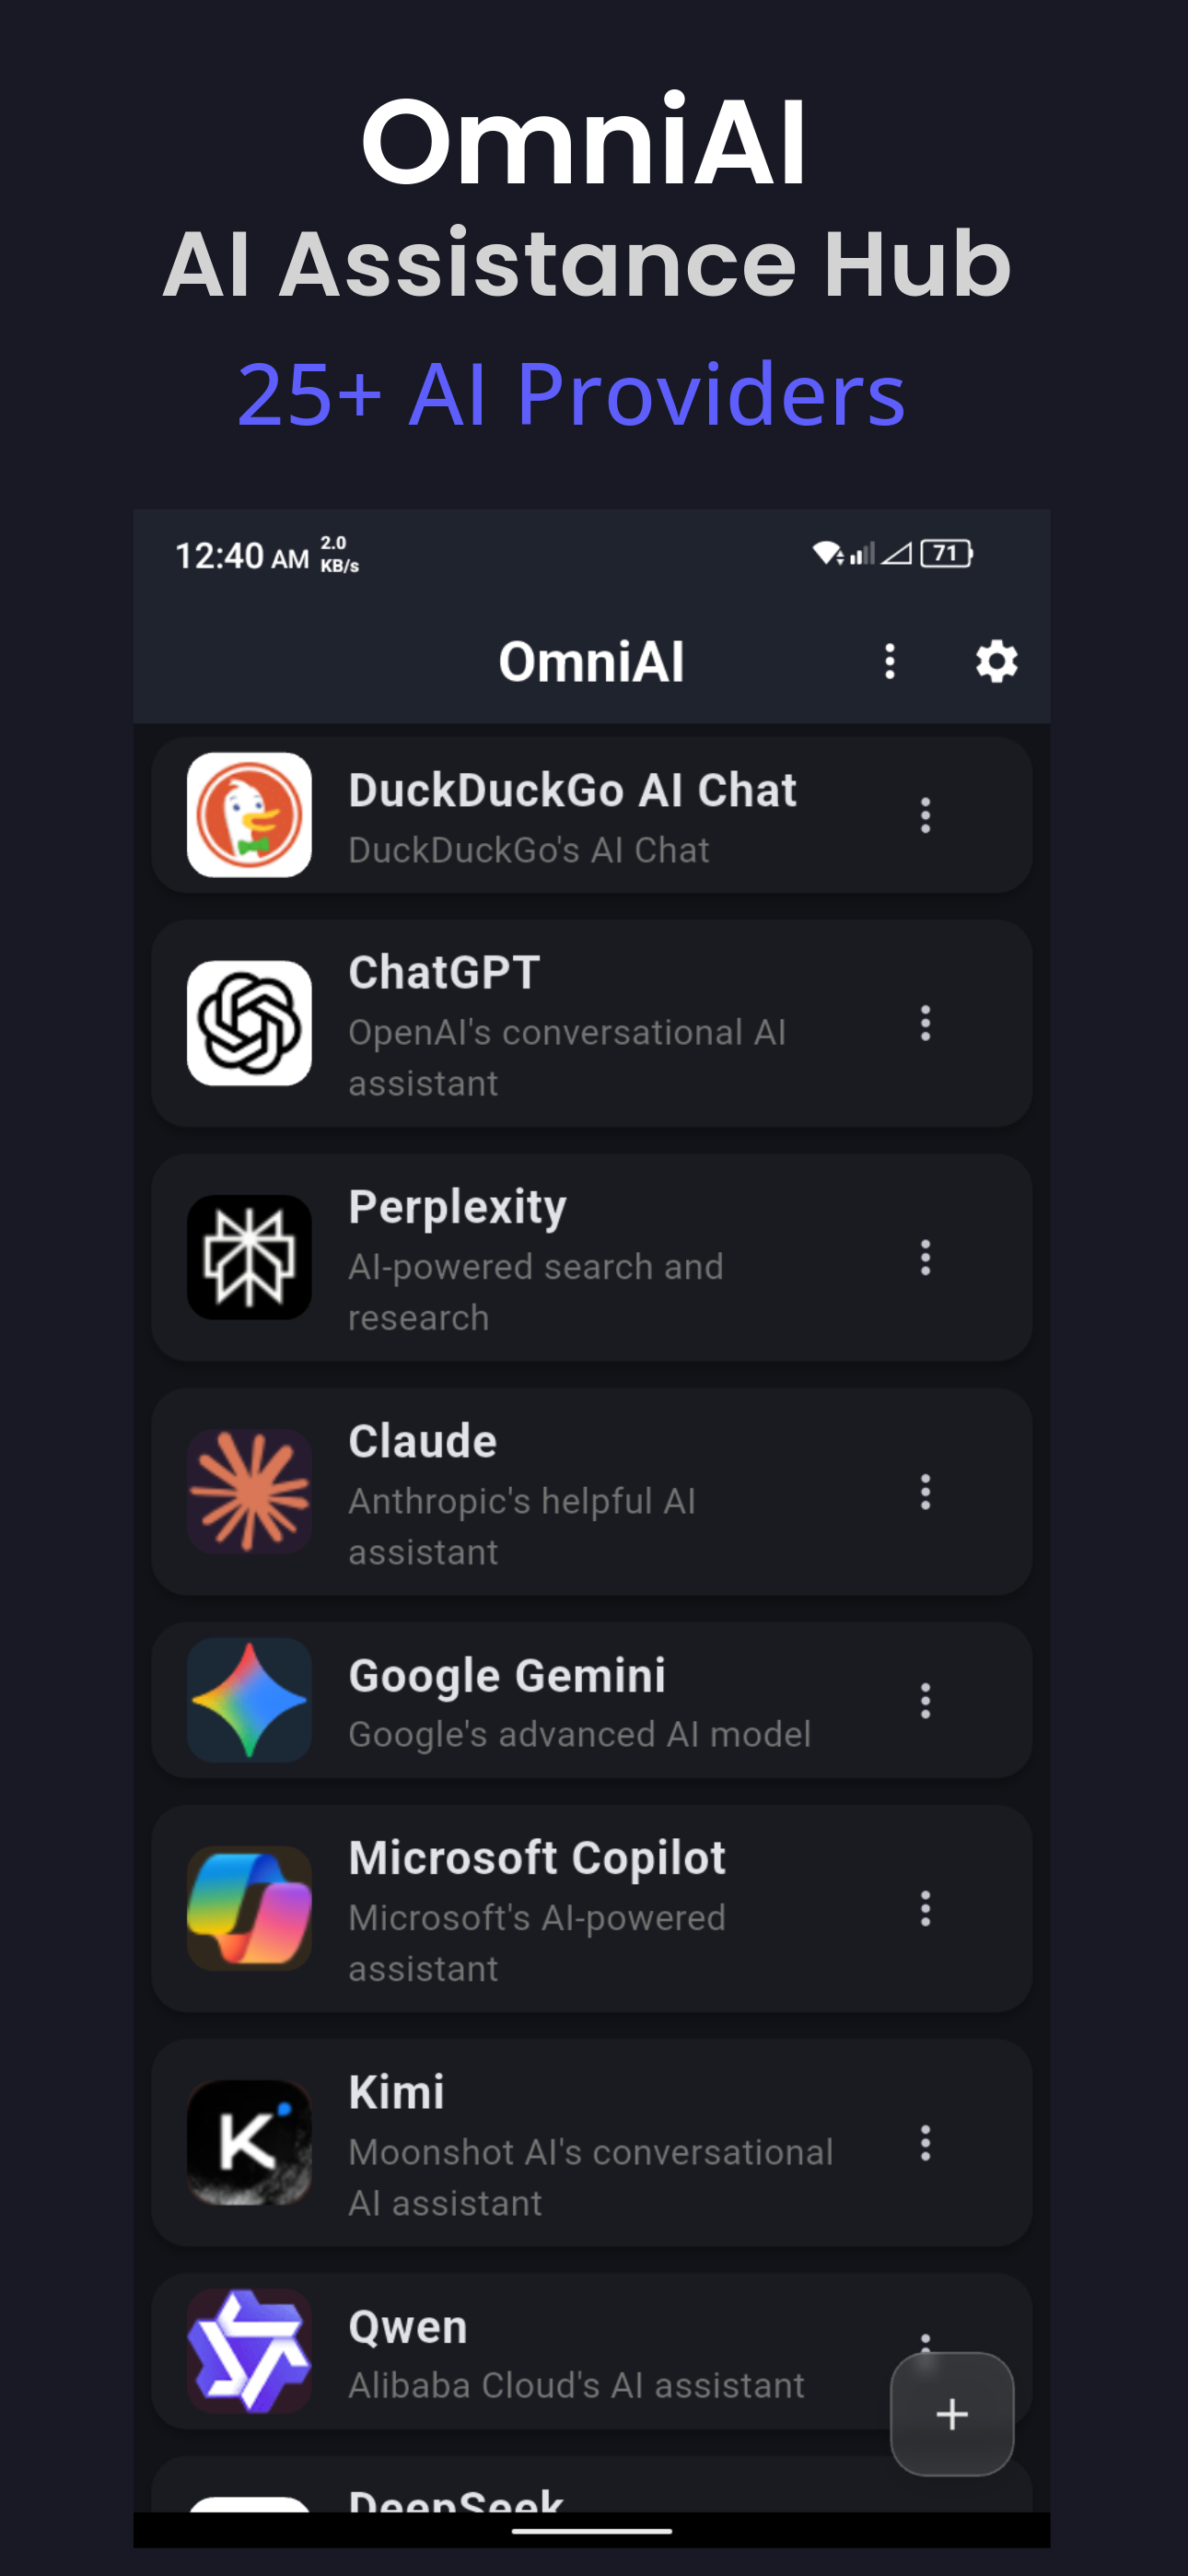 OmniAI
AI Assistance Hub
25+ AI Providers
12:40 AM 2.0 KB/s 71
OmniAI
DuckDuckGo AI Chat
DuckDuckGo's AI Chat
ChatGPT
OpenAI's conversational AI
assistant
Perplexity
AI-powered search and
research
Claude
Anthropic's helpful AI
assistant
Google Gemini
Google's advanced AI model
Microsoft Copilot
Microsoft's AI-powered
assistant
Kimi
Moonshot AI's conversational
AI assistant
Qwen
Alibaba Cloud's AI assistant
DeepSeek